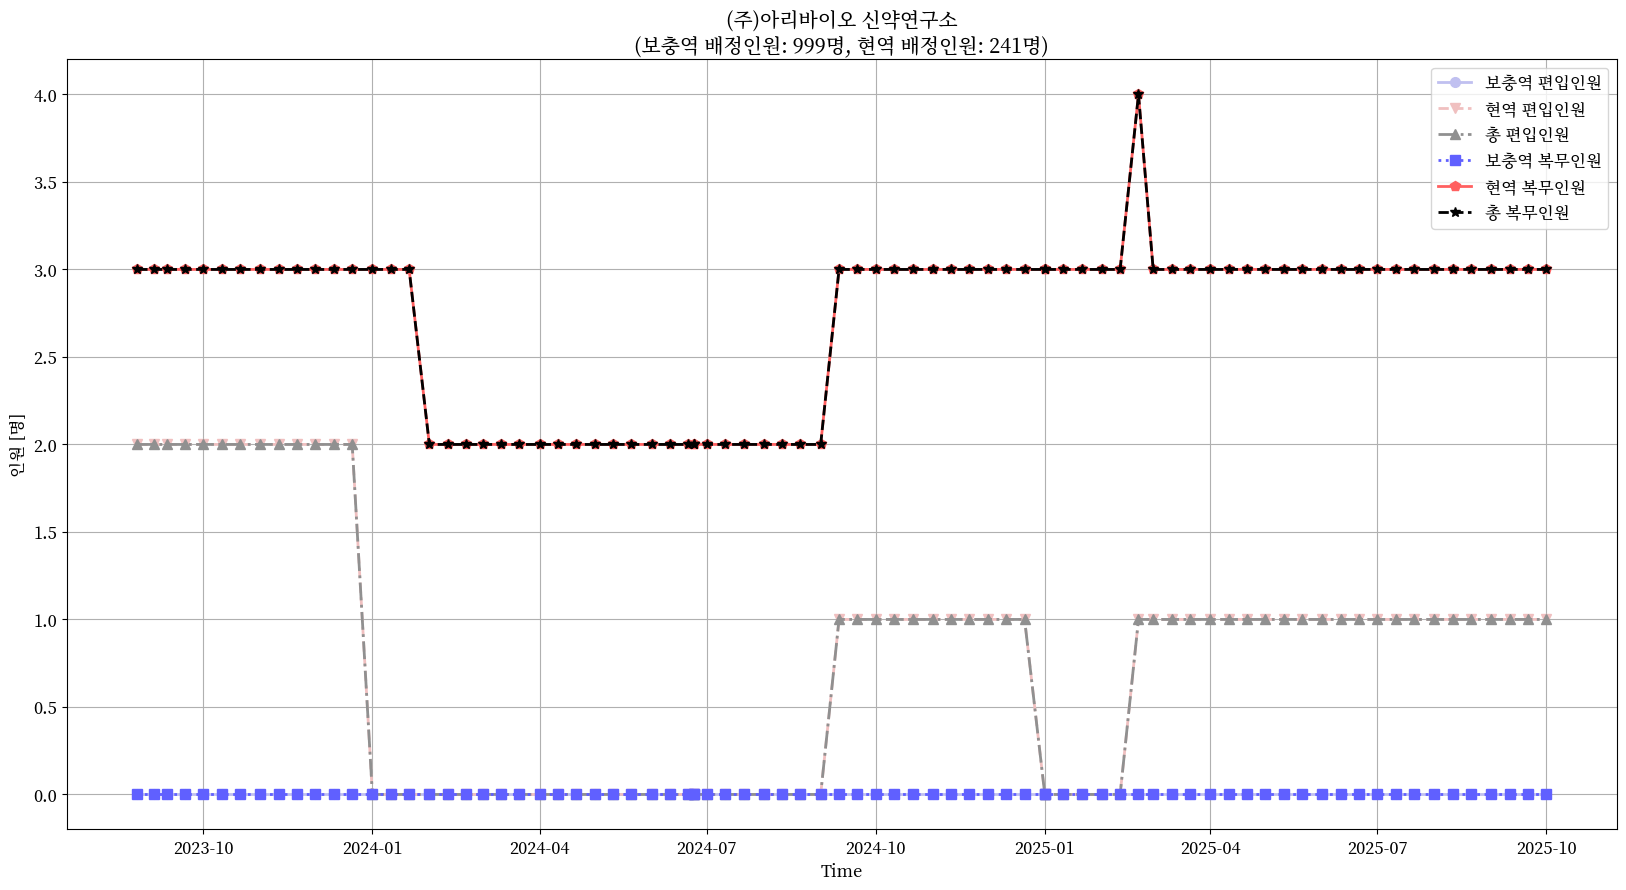 (주)아리바이오 신약연구소
(보충역 배정인원: 999명, 현역 배정인원: 241명)
보충역 편입인원
현역 편입인원
총 편입인원
보충역 복무인원
현역 복무인원
총 복무인원
인원 [명]
4.0
3.5
3.0
2.5
2.0
1.5
1.0
0.5
0.0
2023-10
2024-01
2024-04
2024-07
2024-10
2025-01
2025-04
2025-07
2025-10
Time